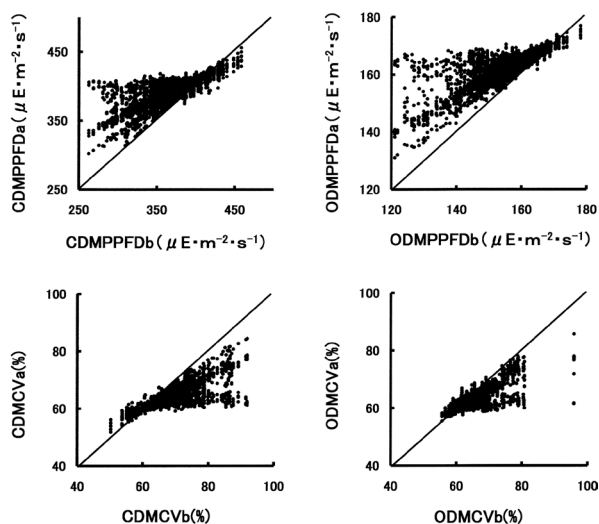 CDMPPFDa(μE・m⁻²・s⁻¹)
450
350
250
250 350 450
CDMPPFDb(μE・m⁻²・s⁻¹)
ODMPPFDa(μE・m⁻²・s⁻¹)
180
160
140
120
120 140 160 180
ODMPPFDb(μE・m⁻²・s⁻¹)
CDMCVa(%)
100
80
60
40
40 60 80 100
CDMCVb(%)
ODMCVa(%)
100
80
60
40
40 60 80 100
ODMCVb(%)